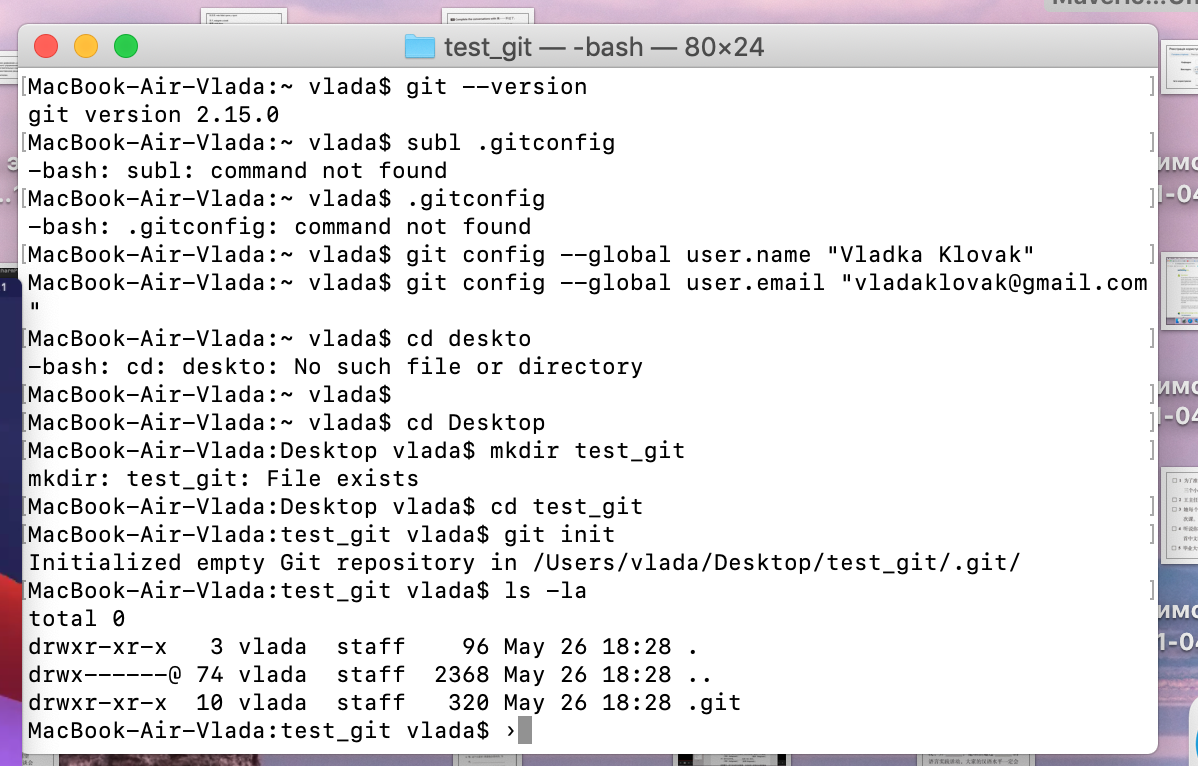 test_git — -bash — 80×24
MacBook-Air-Vlada:~ vlada$ git --version
git version 2.15.0
MacBook-Air-Vlada:~ vlada$ subl .gitconfig
-bash: subl: command not found
MacBook-Air-Vlada:~ vlada$ .gitconfig
-bash: .gitconfig: command not found
MacBook-Air-Vlada:~ vlada$ git config --global user.name "Vladka Klovak"
MacBook-Air-Vlada:~ vlada$ git config --global user.email "vladaklovak@gmail.com
"
MacBook-Air-Vlada:~ vlada$ cd deskto
-bash: cd: deskto: No such file or directory
MacBook-Air-Vlada:~ vlada$
MacBook-Air-Vlada:~ vlada$ cd Desktop
MacBook-Air-Vlada:Desktop vlada$ mkdir test_git
mkdir: test_git: File exists
MacBook-Air-Vlada:Desktop vlada$ cd test_git
MacBook-Air-Vlada:test_git vlada$ git init
Initialized empty Git repository in /Users/vlada/Desktop/test_git/.git/
MacBook-Air-Vlada:test_git vlada$ ls -la
total 0
drwxr-xr-x   3 vlada  staff    96 May 26 18:28 .
drwx------@ 74 vlada  staff  2368 May 26 18:28 ..
drwxr-xr-x  10 vlada  staff   320 May 26 18:28 .git
MacBook-Air-Vlada:test_git vlada$ ›